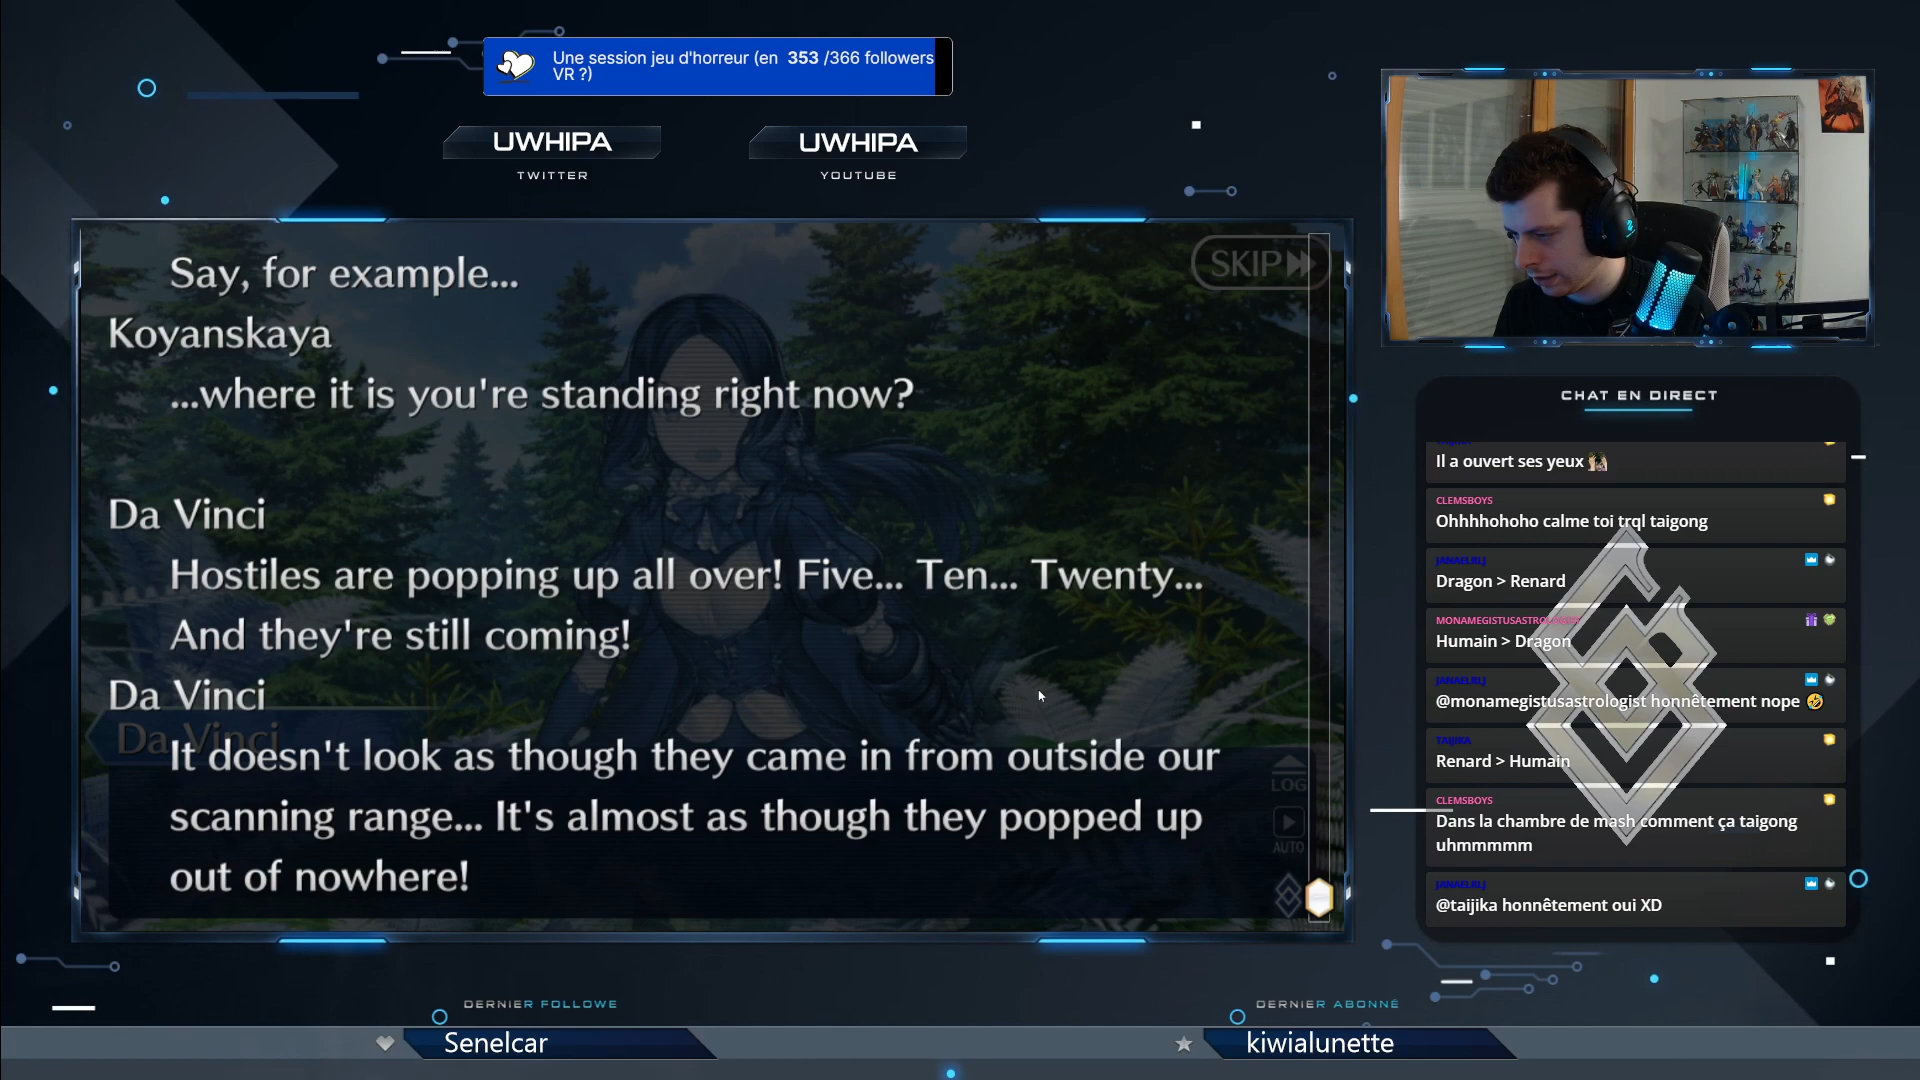 Une session jeu d'horreur (en 353 /366 followers
VR ?)
UWHIPA
TWITTER
UWHIPA
YOUTUBE
SKIP
Say, for example...
Koyanskaya
...where it is you're standing right now?
Da Vinci
Hostiles are popping up all over! Five... Ten... Twenty...
And they're still coming!
Da Vinci
Da Vinci
It doesn't look as though they came in from outside our
scanning range... It's almost as though they popped up
out of nowhere!
LOG
AUTO
CHAT EN DIRECT
Il a ouvert ses yeux
CLEMSBOYS
Ohhhhohoho calme toi trql taigong
Dragon > Renard
Humain > Dragon
@monamegistusastrologist honnêtement nope 🤣
TAIJIKA
Renard > Humain
CLEMSBOYS
Dans la chambre de mash comment ça taigong
uhmmmmm
@taijika honnêtement oui XD
DERNIER FOLLOWE
Senelcar
DERNIER ABONNÉ
kiwialunette